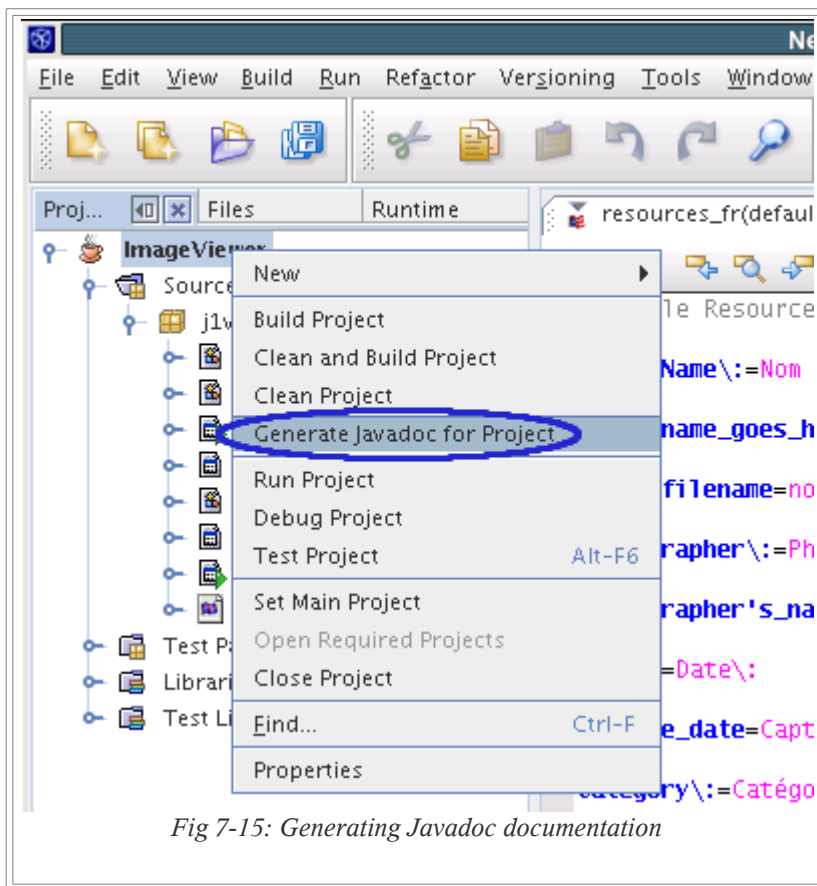 Ne
File Edit View Build Run Refactor Versioning Tools Window
Proj... Files Runtime
resources_fr(defaul
ImageViewer
Source
j1v
Test Pa
Librari
Test Li
New
Build Project
Clean and Build Project
Clean Project
Generate Javadoc for Project
Run Project
Debug Project
Test Project Alt-F6
Set Main Project
Open Required Projects
Close Project
Find... Ctrl-F
Properties
le Resource
Name\:=Nom
name_goes_h
filename=no
rapher\:=Ph
rapher's_na
=Date\:
e_date=Capt
category\:=Catégo
Fig 7-15: Generating Javadoc documentation